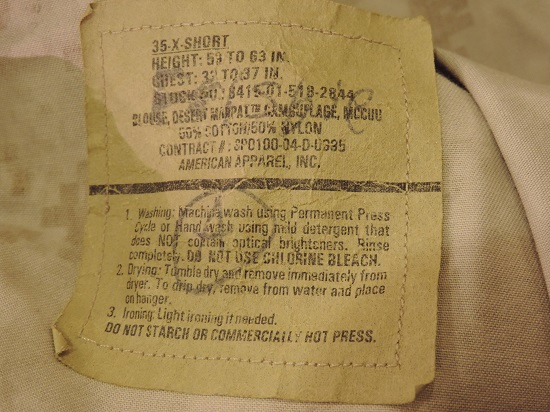 35-X-SHORT
HEIGHT: 59 TO 63 IN.
CHEST: 33 TO 37 IN.
STOCK NO.: 8415-01-518-2844
BLOUSE, DESERT MARPAT™ CAMOUFLAGE, MCCUU
50% COTTON/50% NYLON
CONTRACT #: SPO100-04-D-0335
AMERICAN APPAREL, INC.
1. Washing: Machine wash using Permanent Press
Cycle or Hand wash using mild detergent that
does NOT contain optical brighteners. Rinse
completely. DO NOT USE CHLORINE BLEACH.
2. Drying: Tumble dry and remove immediately from
dryer. To drip dry, remove from water and place
on hanger.
3. Ironing: Light ironing if needed.
DO NOT STARCH OR COMMERCIALLY HOT PRESS.